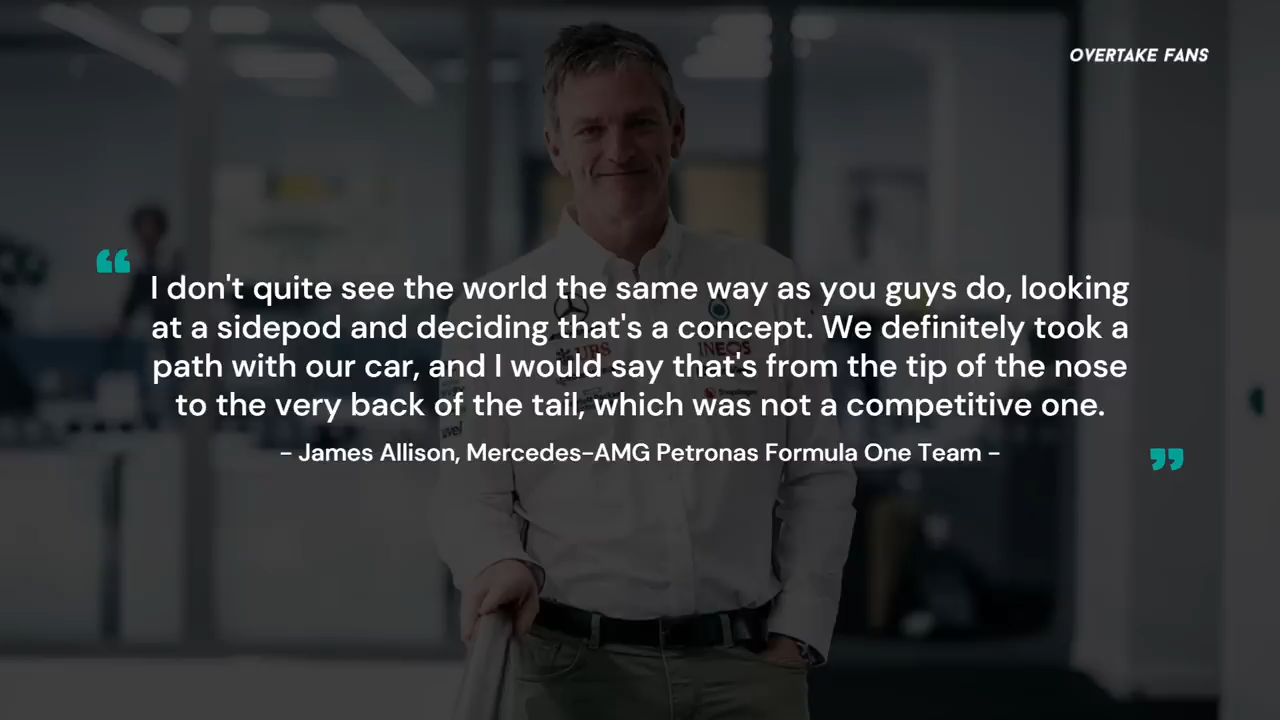 OVERTAKE FANS
“
I don't quite see the world the same way as you guys do, looking
at a sidepod and deciding that's a concept. We definitely took a
path with our car, and I would say that's from the tip of the nose
to the very back of the tail, which was not a competitive one.
- James Allison, Mercedes-AMG Petronas Formula One Team -
”
UBS
INEOS